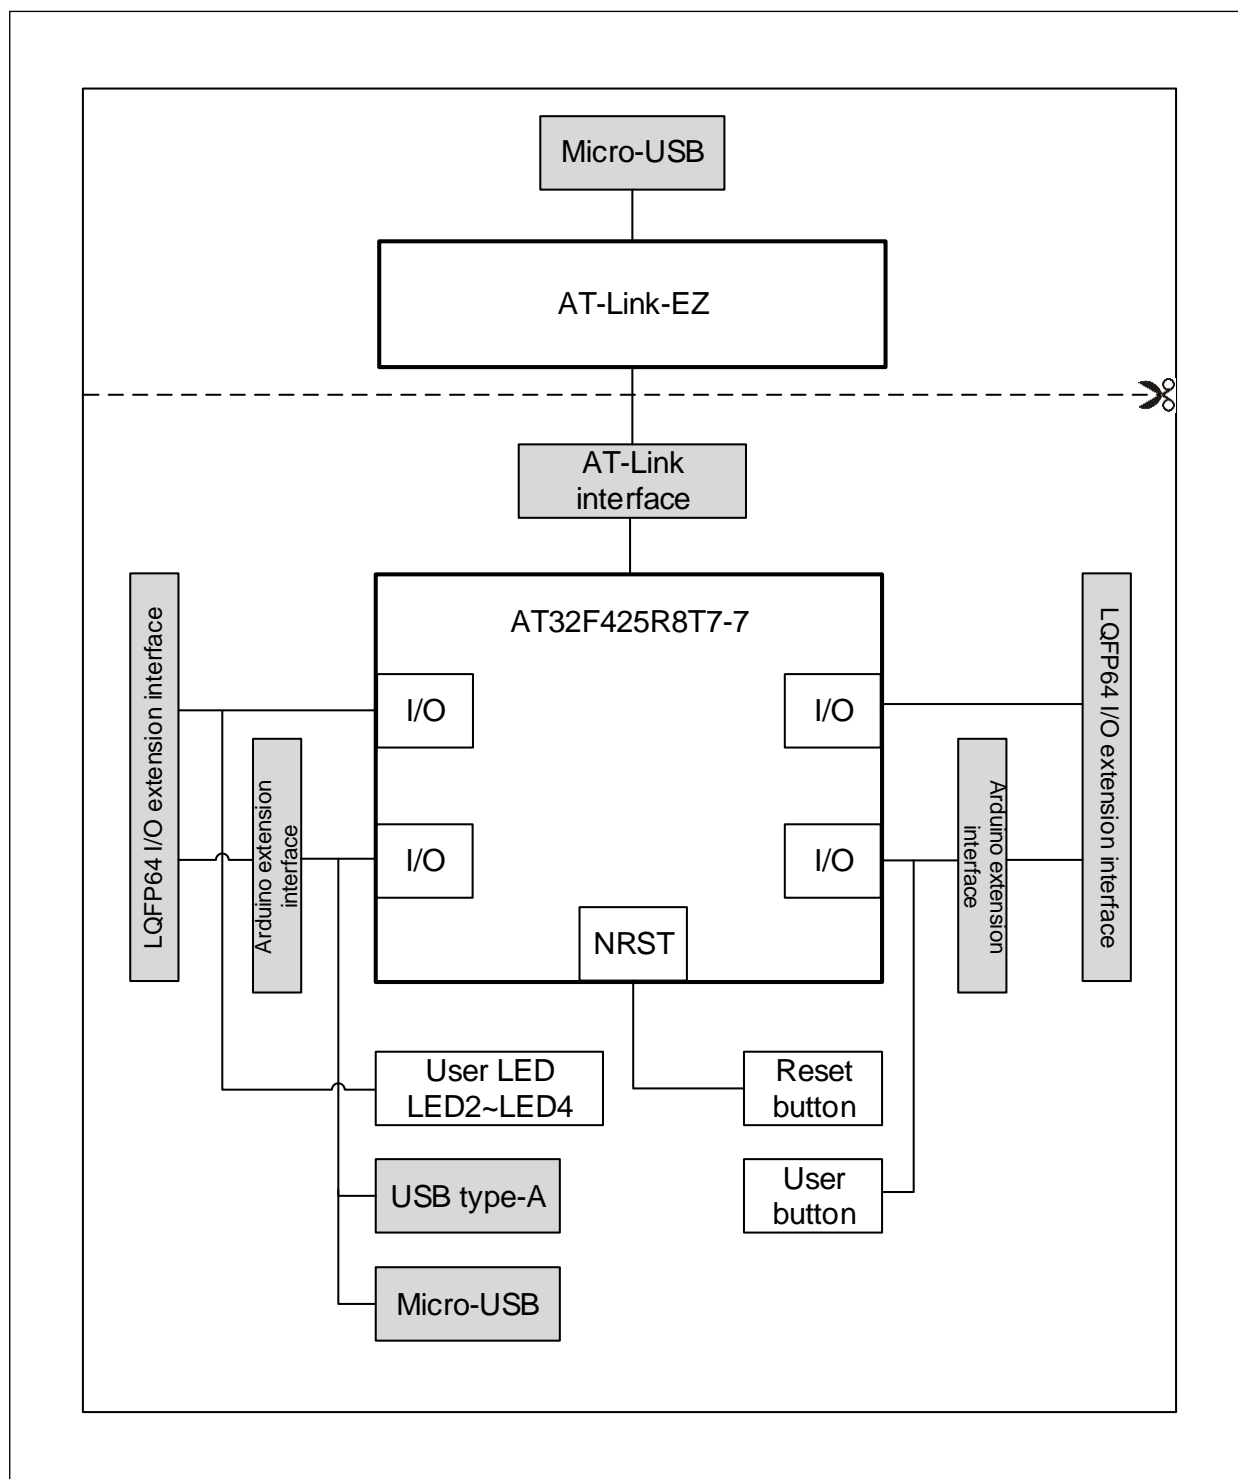 Micro-USB
AT-Link-EZ
AT-Link
interface
AT32F425R8T7-7
LQFP64 I/O extension interface
I/O
I/O
LQFP64 I/O extension interface
Arduino extension
interface
I/O
I/O
Arduino extension
interface
NRST
User LED
LED2~LED4
Reset
button
USB type-A
User
button
Micro-USB